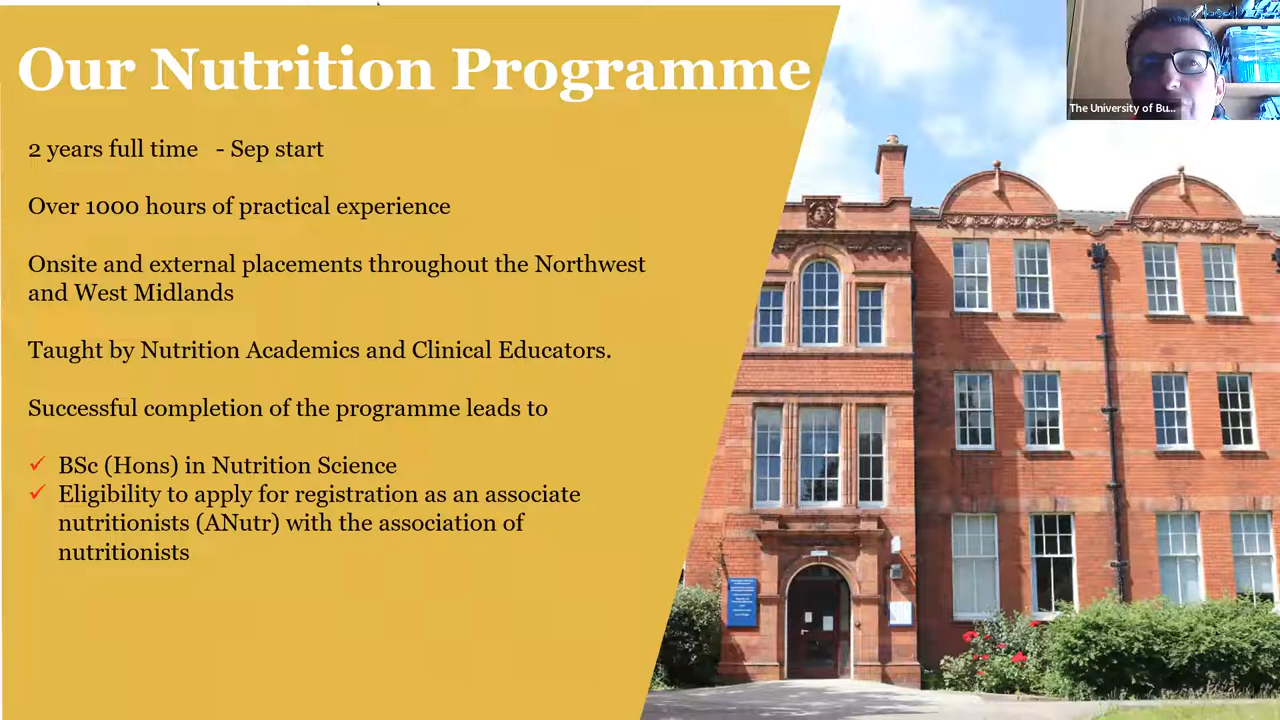 Our Nutrition Programme
The University of Bu...
2 years full time - Sep start
Over 1000 hours of practical experience
Onsite and external placements throughout the Northwest
and West Midlands
Taught by Nutrition Academics and Clinical Educators.
Successful completion of the programme leads to
✓ BSc (Hons) in Nutrition Science
✓ Eligibility to apply for registration as an associate
nutritionists (ANutr) with the association of
nutritionists